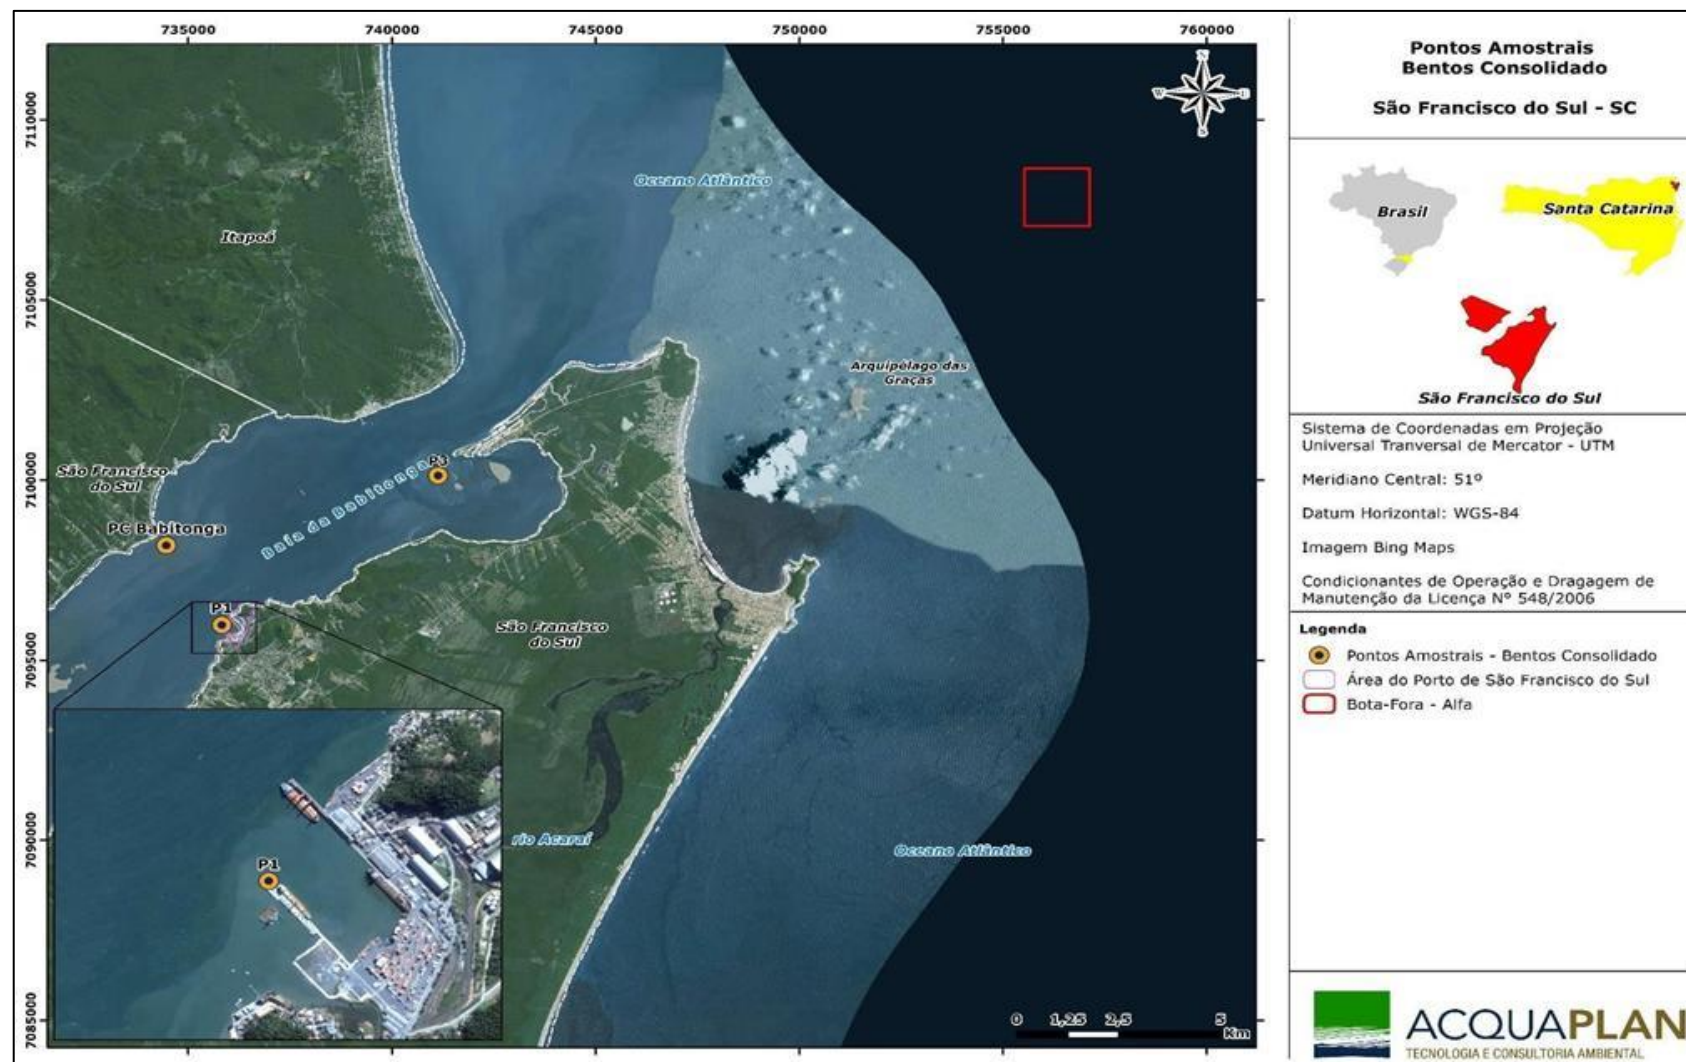 735000
740000
745000
750000
755000
760000
7110000
7105000
7100000
7095000
7090000
7085000
N
W
S
Oceano Atlântico
Itapoá
Arquipélago das
Graças
São Francisco
do Sul
P3
Baía da Babitonga
PC Babitonga
P1
São Francisco
do Sul
P1
rio Acaraí
Oceano Atlântico
0 1,25 2,5 5
Km
Pontos Amostrais
Bentos Consolidado
São Francisco do Sul - SC
Brasil
Santa Catarina
São Francisco do Sul
Sistema de Coordenadas em Projeção
Universal Tranversal de Mercator - UTM
Meridiano Central: 51º
Datum Horizontal: WGS-84
Imagem Bing Maps
Condicionantes de Operação e Dragagem de
Manutenção da Licença Nº 548/2006
Legenda
Pontos Amostrais - Bentos Consolidado
Área do Porto de São Francisco do Sul
Bota-Fora - Alfa
ACQUAPLAN
TECNOLOGIA E CONSULTORIA AMBIENTAL